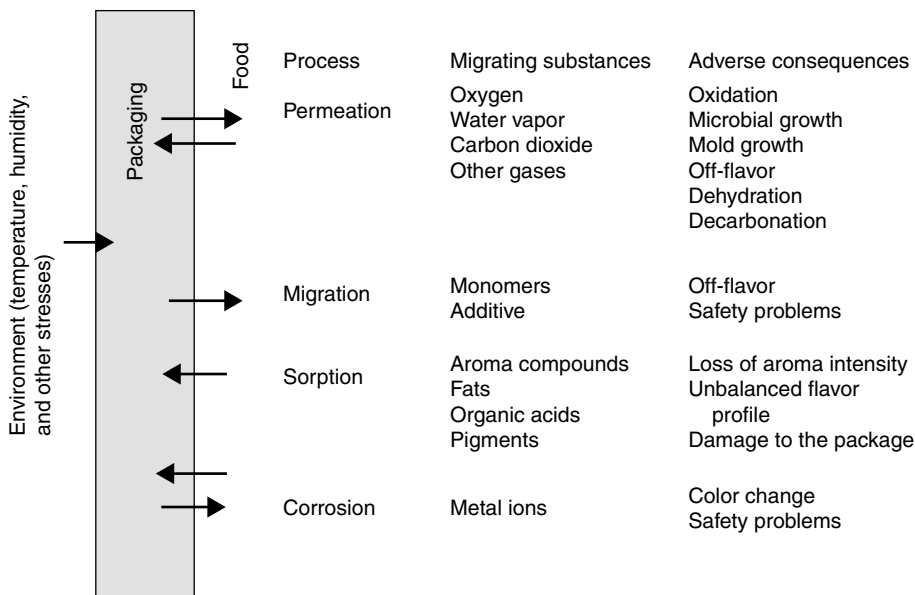 Environment (temperature, humidity,
and other stresses)
Packaging
Food
Process
Migrating substances
Adverse consequences
Permeation
Oxygen
Water vapor
Carbon dioxide
Other gases
Oxidation
Microbial growth
Mold growth
Off-flavor
Dehydration
Decarbonation
Migration
Monomers
Additive
Off-flavor
Safety problems
Sorption
Aroma compounds
Fats
Organic acids
Pigments
Loss of aroma intensity
Unbalanced flavor
profile
Damage to the package
Corrosion
Metal ions
Color change
Safety problems